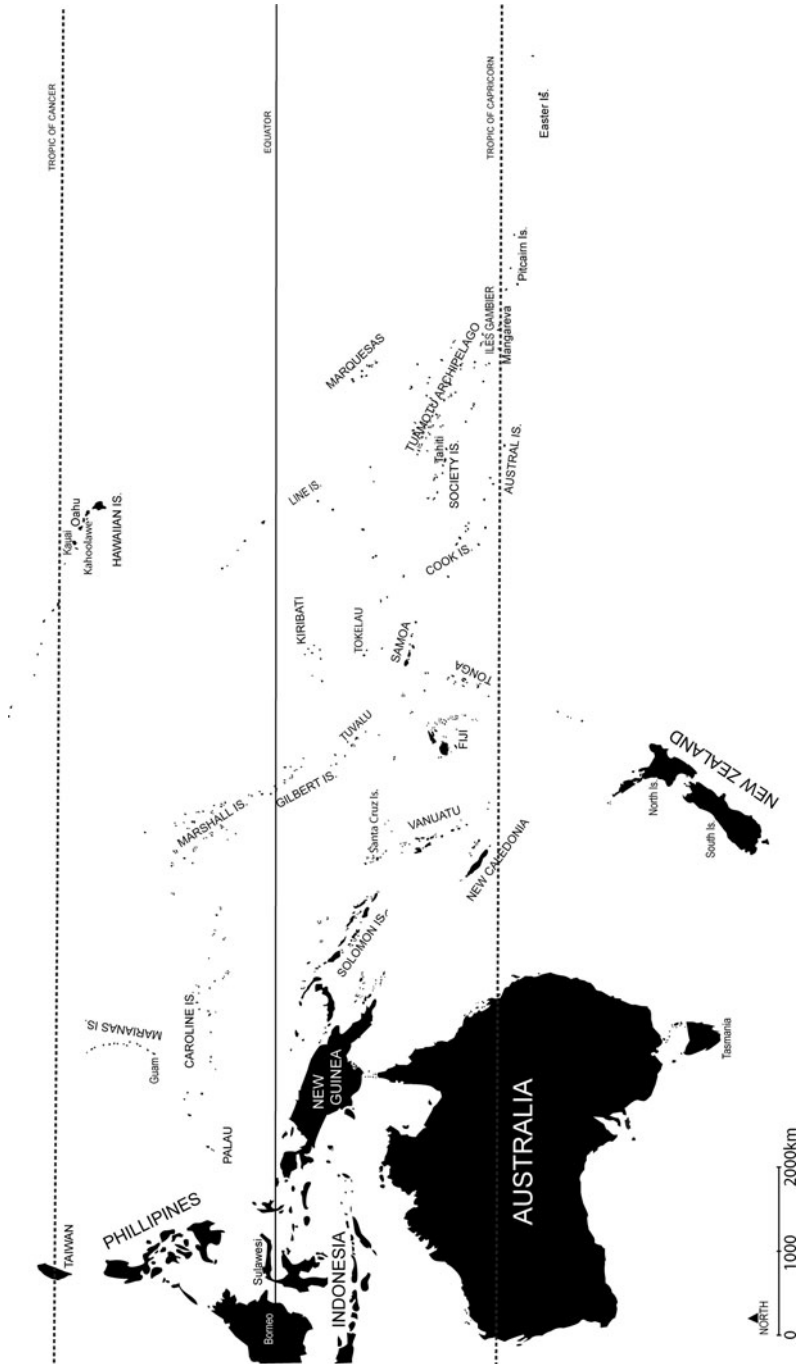 TROPIC OF CANCER
EQUATOR
TROPIC OF CAPRICORN
Easter Is.
Pitcairn Is.
ILES GAMBIER
Mangareva
MARQUESAS
TUAMOTU ARCHIPELAGO
Tahiti
SOCIETY IS.
AUSTRAL IS.
LINE IS.
COOK IS.
Kauai
Oahu
Kahoolawe
HAWAIIAN IS.
KIRIBATI
TOKELAU
SAMOA
TONGA
TUVALU
FIJI
GILBERT IS.
MARSHALL IS.
Santa Cruz Is.
VANUATU
NEW CALEDONIA
NEW ZEALAND
North Is.
South Is.
SOLOMON IS.
MARIANAS IS.
Guam
CAROLINE IS.
PALAU
NEW
GUINEA
AUSTRALIA
Tasmania
TAIWAN
PHILLIPINES
Sulawesi
Borneo
INDONESIA
NORTH
0 1000 2000km